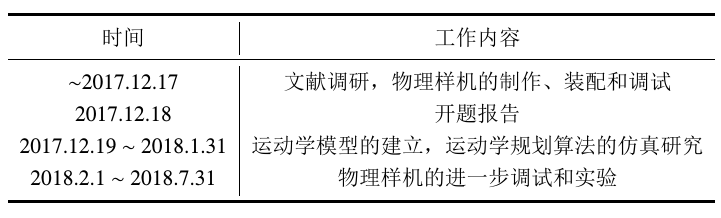 时间 工作内容
~2017.12.17 文献调研，物理样机的制作、装配和调试
2017.12.18 开题报告
2017.12.19 ~ 2018.1.31 运动学模型的建立，运动学规划算法的仿真研究
2018.2.1 ~ 2018.7.31 物理样机的进一步调试和实验